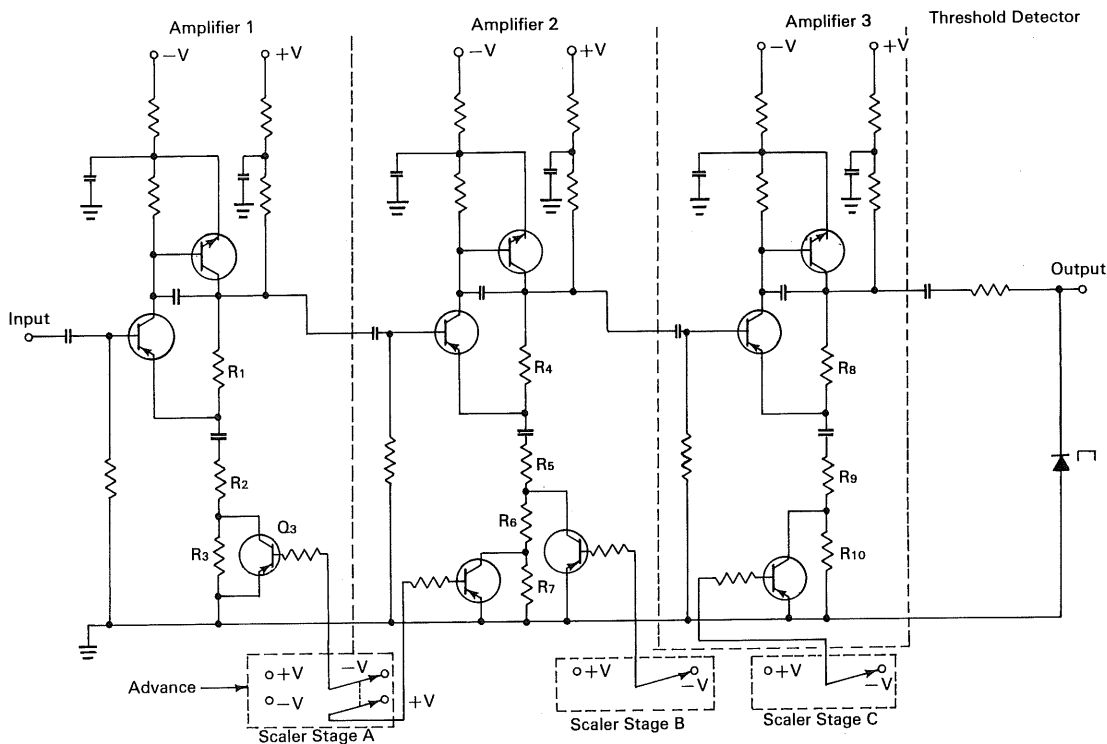 Amplifier 1
Amplifier 2
Amplifier 3
Threshold Detector
−V
+V
−V
+V
−V
+V
Input
Output
R1
R4
R8
R2
R5
R9
Q3
R3
R6
R7
R10
Advance
+V
−V
−V
+V
Scaler Stage A
+V
−V
Scaler Stage B
+V
−V
Scaler Stage C